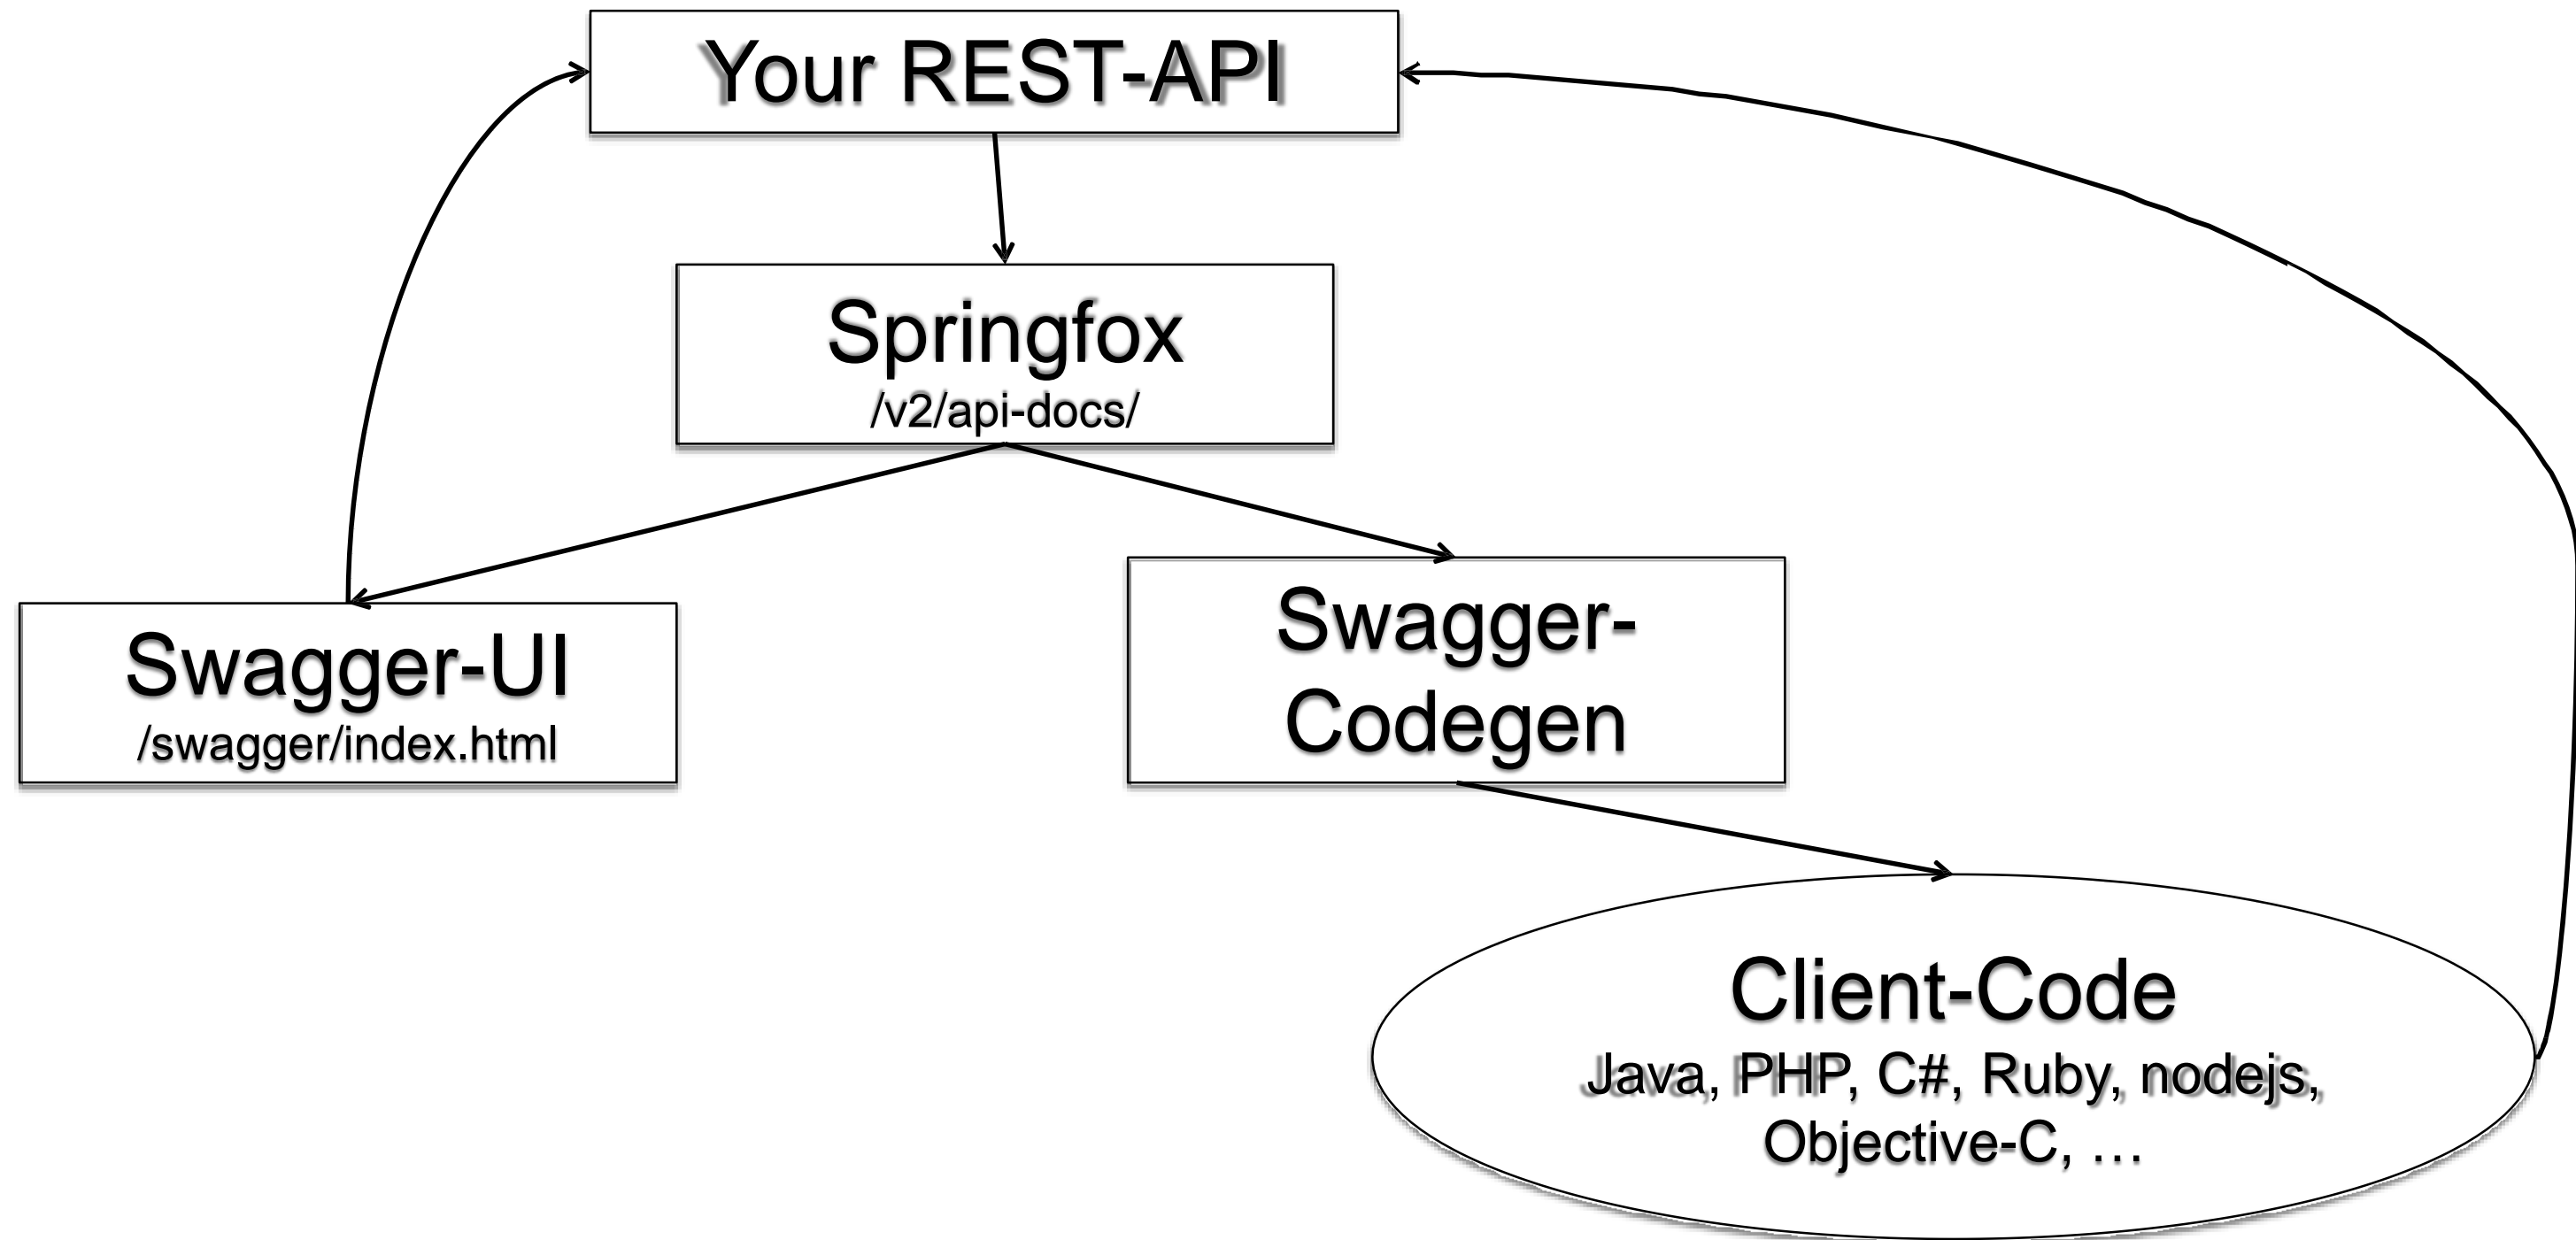 Your REST-API
Springfox
/v2/api-docs/
Swagger-UI
/swagger/index.html
Swagger-
Codegen
Client-Code
Java, PHP, C#, Ruby, nodejs,
Objective-C, …